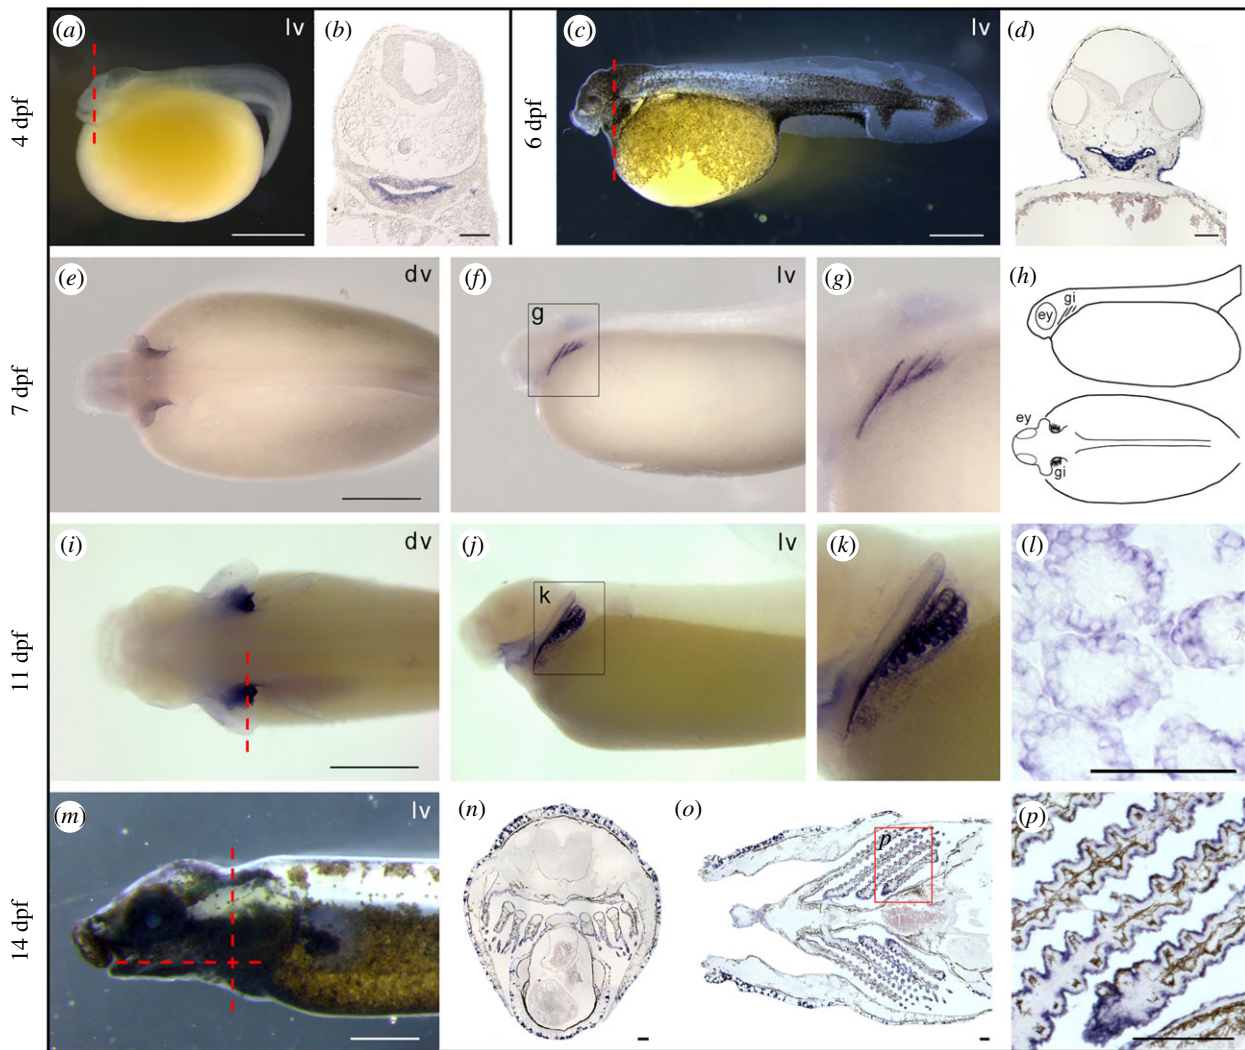 4 dpf
(a)
lv
(b)
6 dpf
(c)
lv
(d)
7 dpf
(e)
dv
(f)
lv
g
(g)
(h)
gi
ey
ey
gi
11 dpf
(i)
dv
(j)
lv
k
(k)
(l)
14 dpf
(m)
lv
(n)
(o)
p
(p)